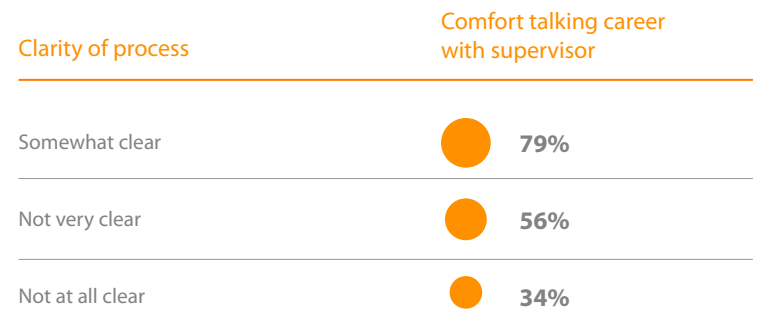 Clarity of process
Comfort talking career
with supervisor
Somewhat clear 79%
Not very clear 56%
Not at all clear 34%